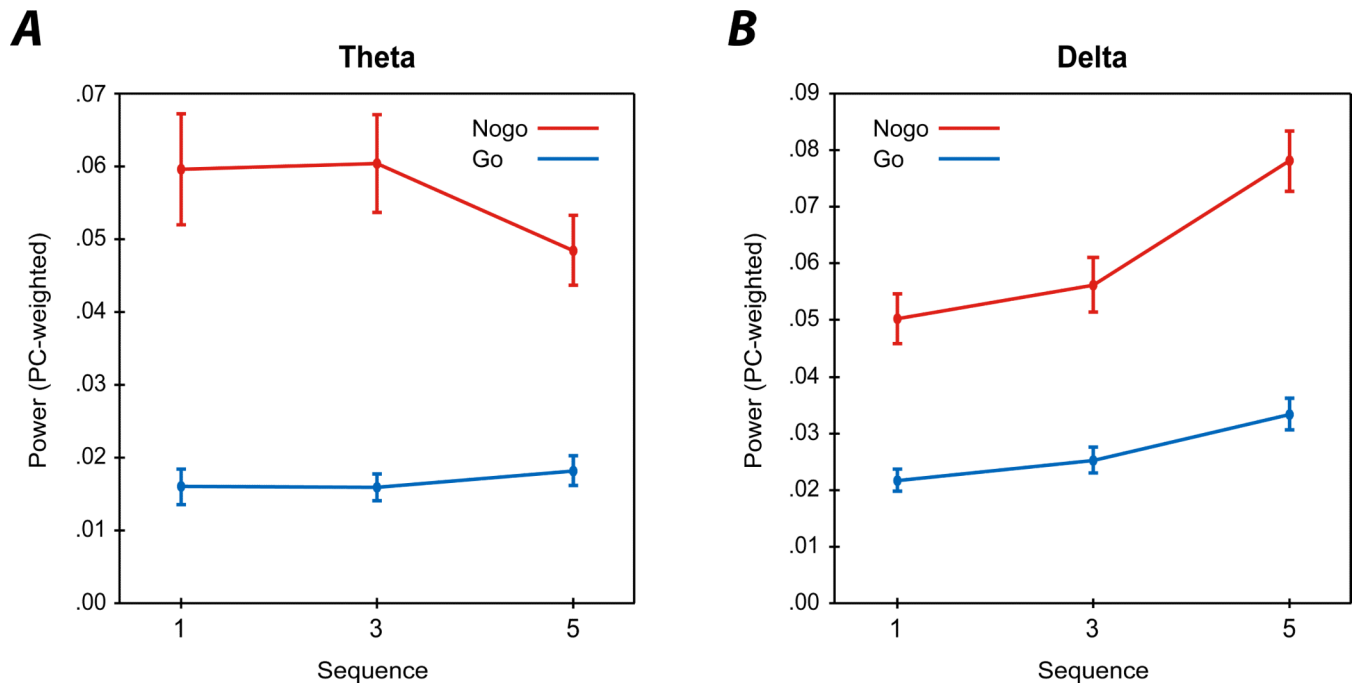 A
Theta
Power (PC-weighted)
.07
.06
.05
.04
.03
.02
.01
.00
Nogo
Go
1 3 5
Sequence
B
Delta
Power (PC-weighted)
.09
.08
.07
.06
.05
.04
.03
.02
.01
.00
Nogo
Go
1 3 5
Sequence